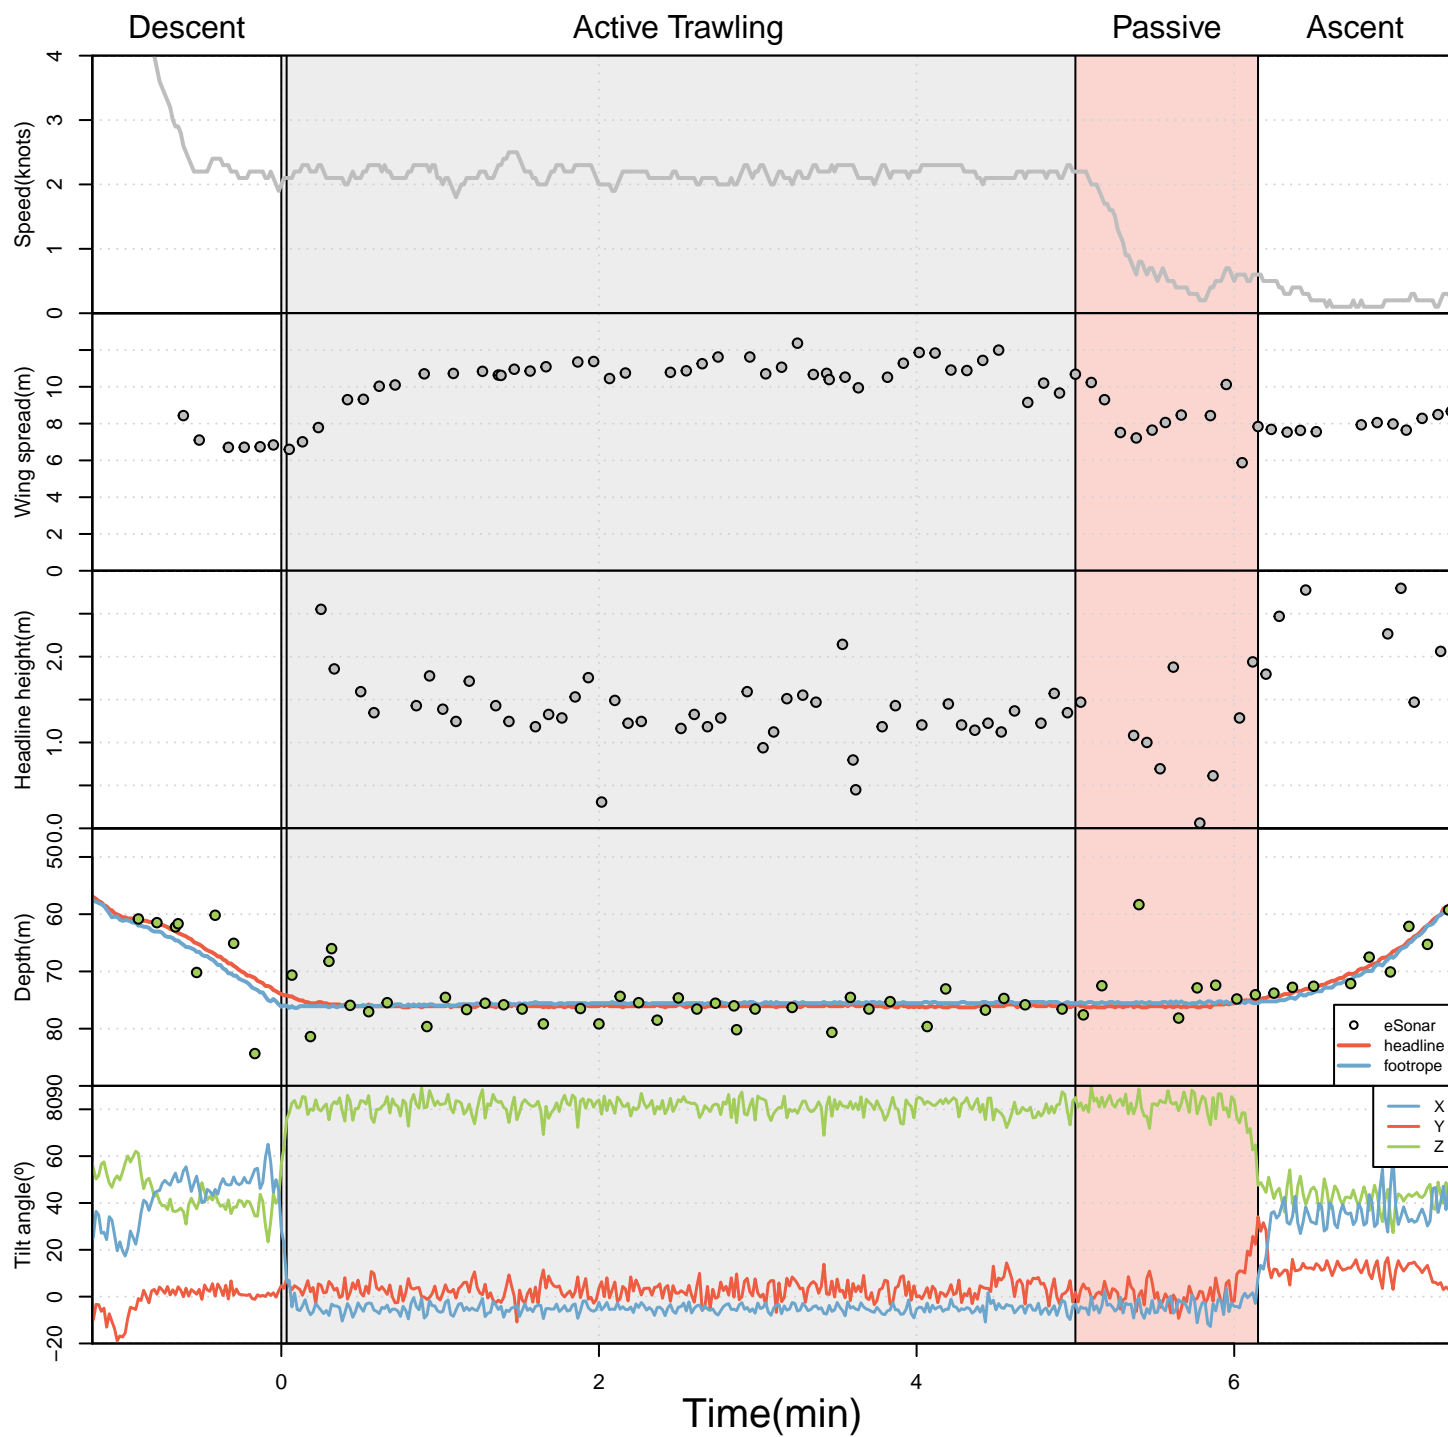 Descent Active Trawling Passive Ascent
Speed(knots)
4
3
2
1
0
Wing spread(m)
10
8
6
4
2
0
Headline height(m)
2.0
1.0
0.0
Depth(m)
50
60
70
80
90
eSonar
headline
footrope
Tilt angle(º)
80
60
40
20
0
−20
X
Y
Z
0 2 4 6
Time(min)